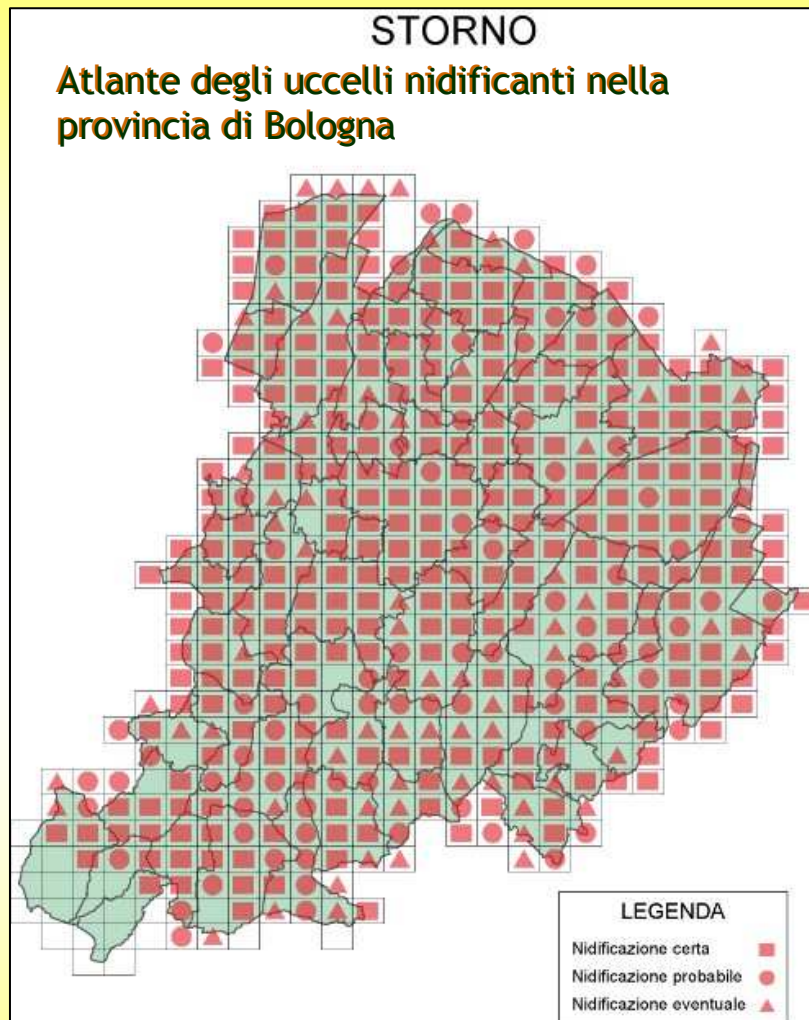 STORNO
Atlante degli uccelli nidificanti nella
provincia di Bologna
LEGENDA
Nidificazione certa
Nidificazione probabile
Nidificazione eventuale